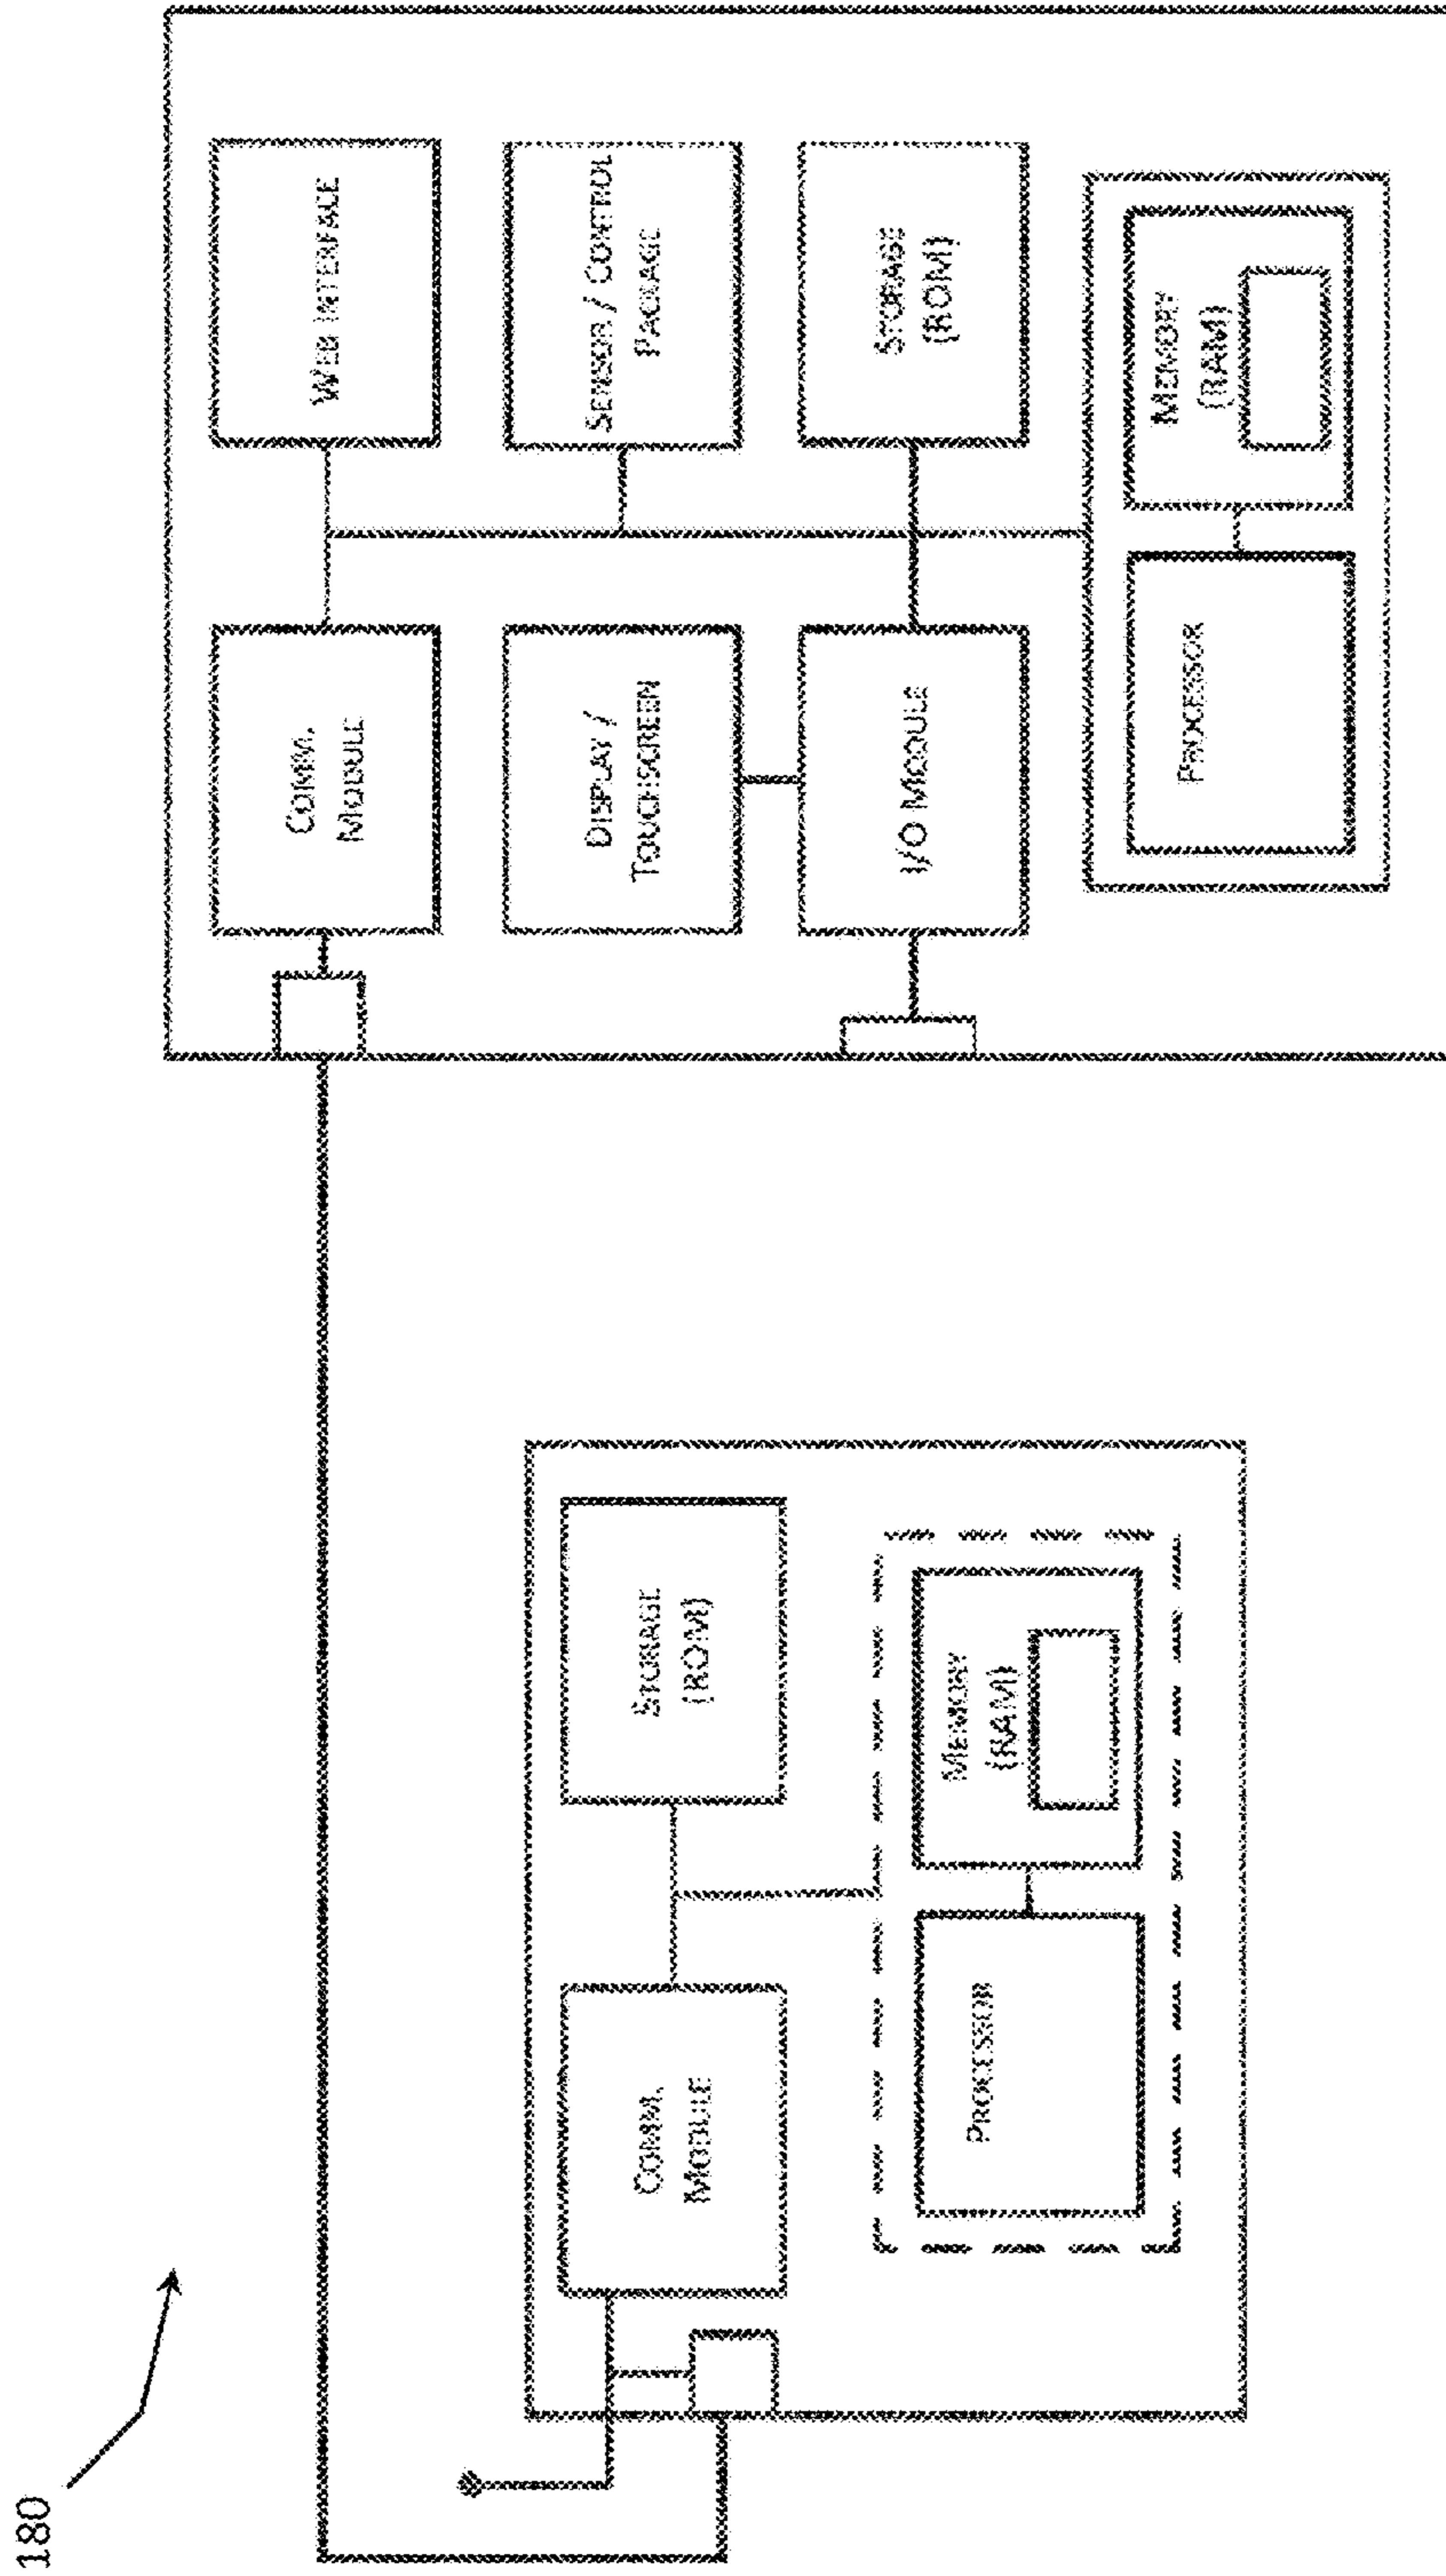 180
COMM.
MODULE
STORAGE
(ROM)
PROCESSOR
MEMORY
(RAM)
COMM.
MODULE
WEB INTERFACE
DISPLAY /
TOUCHSCREEN
SENSOR / CONTROL
PACKAGE
I/O MODULE
STORAGE
(ROM)
PROCESSOR
MEMORY
(RAM)